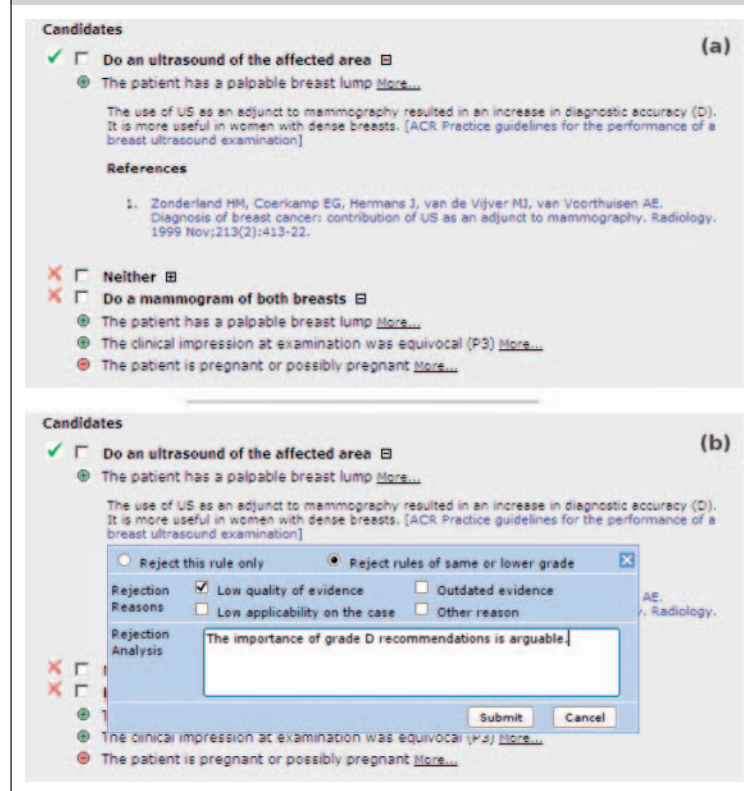 Candidates
(a)
Do an ultrasound of the affected area
The patient has a palpable breast lump More...
The use of US as an adjunct to mammography resulted in an increase in diagnostic accuracy (D).
It is more useful in women with dense breasts. [ACR Practice guidelines for the performance of a
breast ultrasound examination]
References
1. Zonderland HM, Coerkamp EG, Hermans J, van de Vijver MJ, van Voorthuisen AE.
Diagnosis of breast cancer: contribution of US as an adjunct to mammography. Radiology.
1999 Nov;213(2):413-22.
Neither
Do a mammogram of both breasts
The patient has a palpable breast lump More...
The clinical impression at examination was equivocal (P3) More...
The patient is pregnant or possibly pregnant More...
Candidates
(b)
Do an ultrasound of the affected area
The patient has a palpable breast lump More...
The use of US as an adjunct to mammography resulted in an increase in diagnostic accuracy (D).
It is more useful in women with dense breasts. [ACR Practice guidelines for the performance of a
breast ultrasound examination]
Reject this rule only Reject rules of same or lower grade
Rejection Reasons
Low quality of evidence Outdated evidence
Low applicability on the case Other reason
AE.
. Radiology.
Rejection Analysis
The importance of grade D recommendations is arguable.
Submit Cancel
The clinical impression at examination was equivocal (P3) More...
The patient is pregnant or possibly pregnant More...